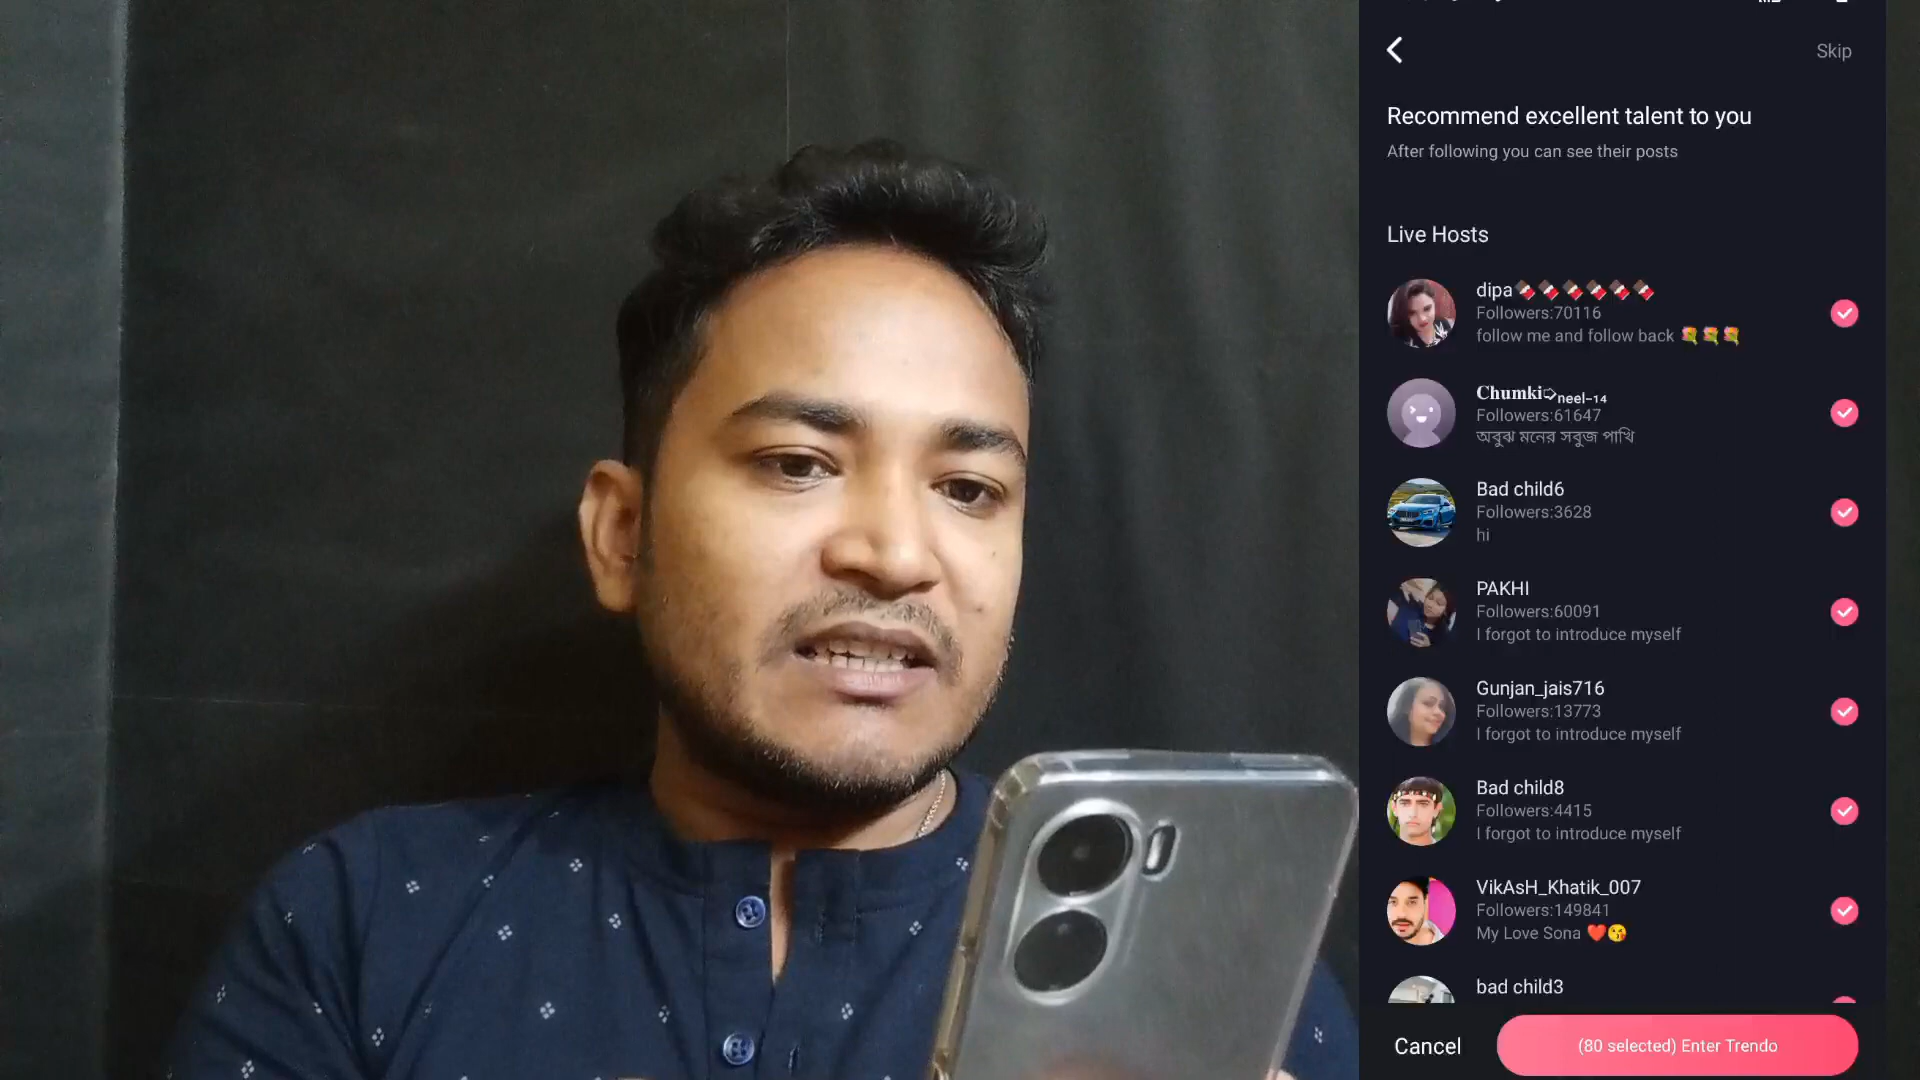 Skip
Recommend excellent talent to you
After following you can see their posts
Live Hosts
dipa🍫🍫🍫🍫🍫🍫
Followers:70116
follow me and follow back 💐💐💐
𝐂𝐡𝐮𝐦𝐤𝐢➩ₙₑₑₗ₋₁₄
Followers:61647
অবুঝ মনের সবুজ পাখি
Bad child6
Followers:3628
hi
PAKHI
Followers:60091
I forgot to introduce myself
Gunjan_jais716
Followers:13773
I forgot to introduce myself
Bad child8
Followers:4415
I forgot to introduce myself
VikAsH_Khatik_007
Followers:149841
My Love Sona ❤️😘
bad child3
Cancel
(80 selected) Enter Trendo